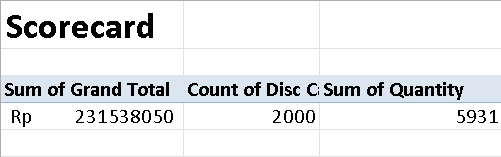 Scorecard
Sum of Grand Total Count of Disc Sum of Quantity
Rp 231538050 2000 5931